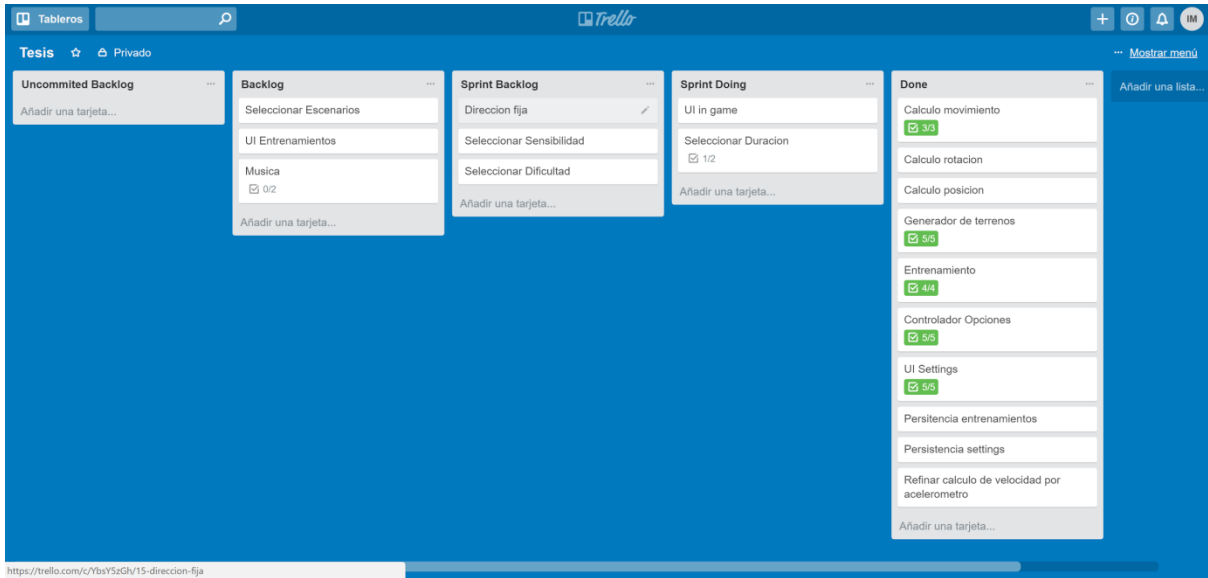 Tableros
Trello
IM
Tesis
Privado
... Mostrar menú
Uncommited Backlog
...
Añadir una tarjeta...
Backlog
...
Seleccionar Escenarios
UI Entrenamientos
Musica
0/2
Añadir una tarjeta...
Sprint Backlog
...
Direccion fija
Seleccionar Sensibilidad
Seleccionar Dificultad
Añadir una tarjeta...
Sprint Doing
...
UI in game
Seleccionar Duracion
1/2
Añadir una tarjeta...
Done
...
Calculo movimiento
3/3
Calculo rotacion
Calculo posicion
Generador de terrenos
5/5
Entrenamiento
4/4
Controlador Opciones
5/5
UI Settings
5/5
Persitencia entrenamientos
Persistencia settings
Refinar calculo de velocidad por
acelerometro
Añadir una tarjeta...
Añadir una lista...
https://trello.com/c/YbsY5zGh/15-direccion-fija